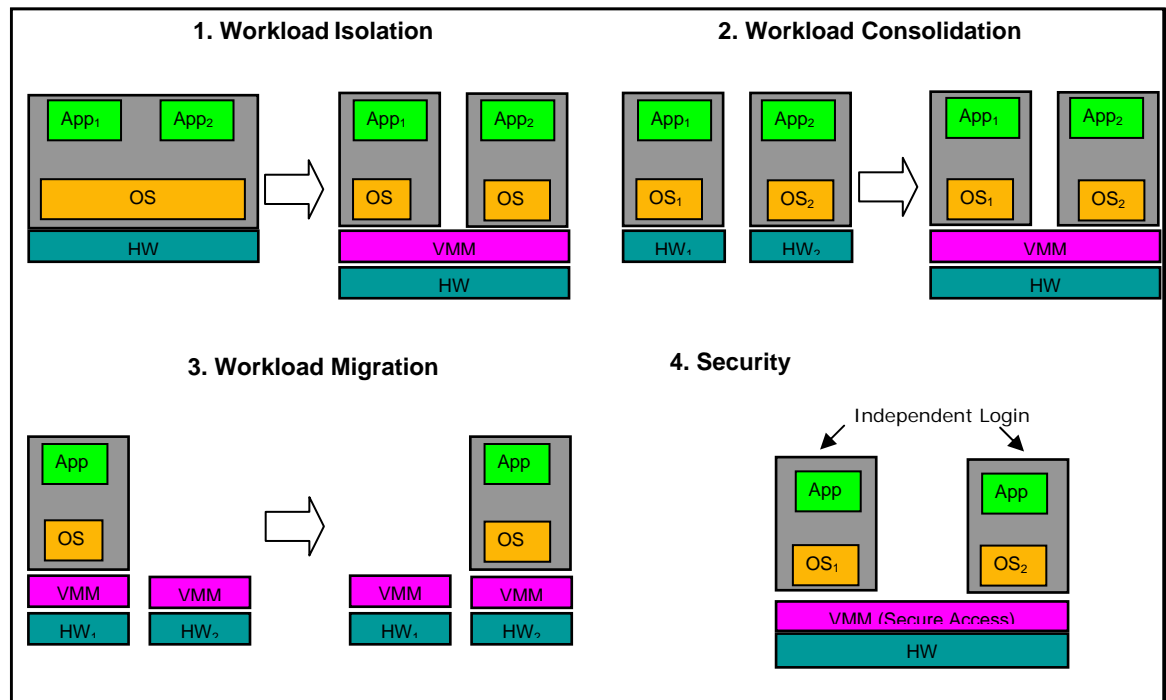 1. Workload Isolation
2. Workload Consolidation
App₁ App₂
OS
HW
App₁ App₂
OS OS
VMM
HW
App₁ App₂
OS₁ OS₂
HW₁ HW₂
App₁ App₂
OS₁ OS₂
VMM
HW
3. Workload Migration
4. Security
App
OS
VMM VMM
HW₁ HW₂
App
OS
VMM VMM
HW₁ HW₂
Independent Login
App App
OS₁ OS₂
VMM (Secure Access)
HW